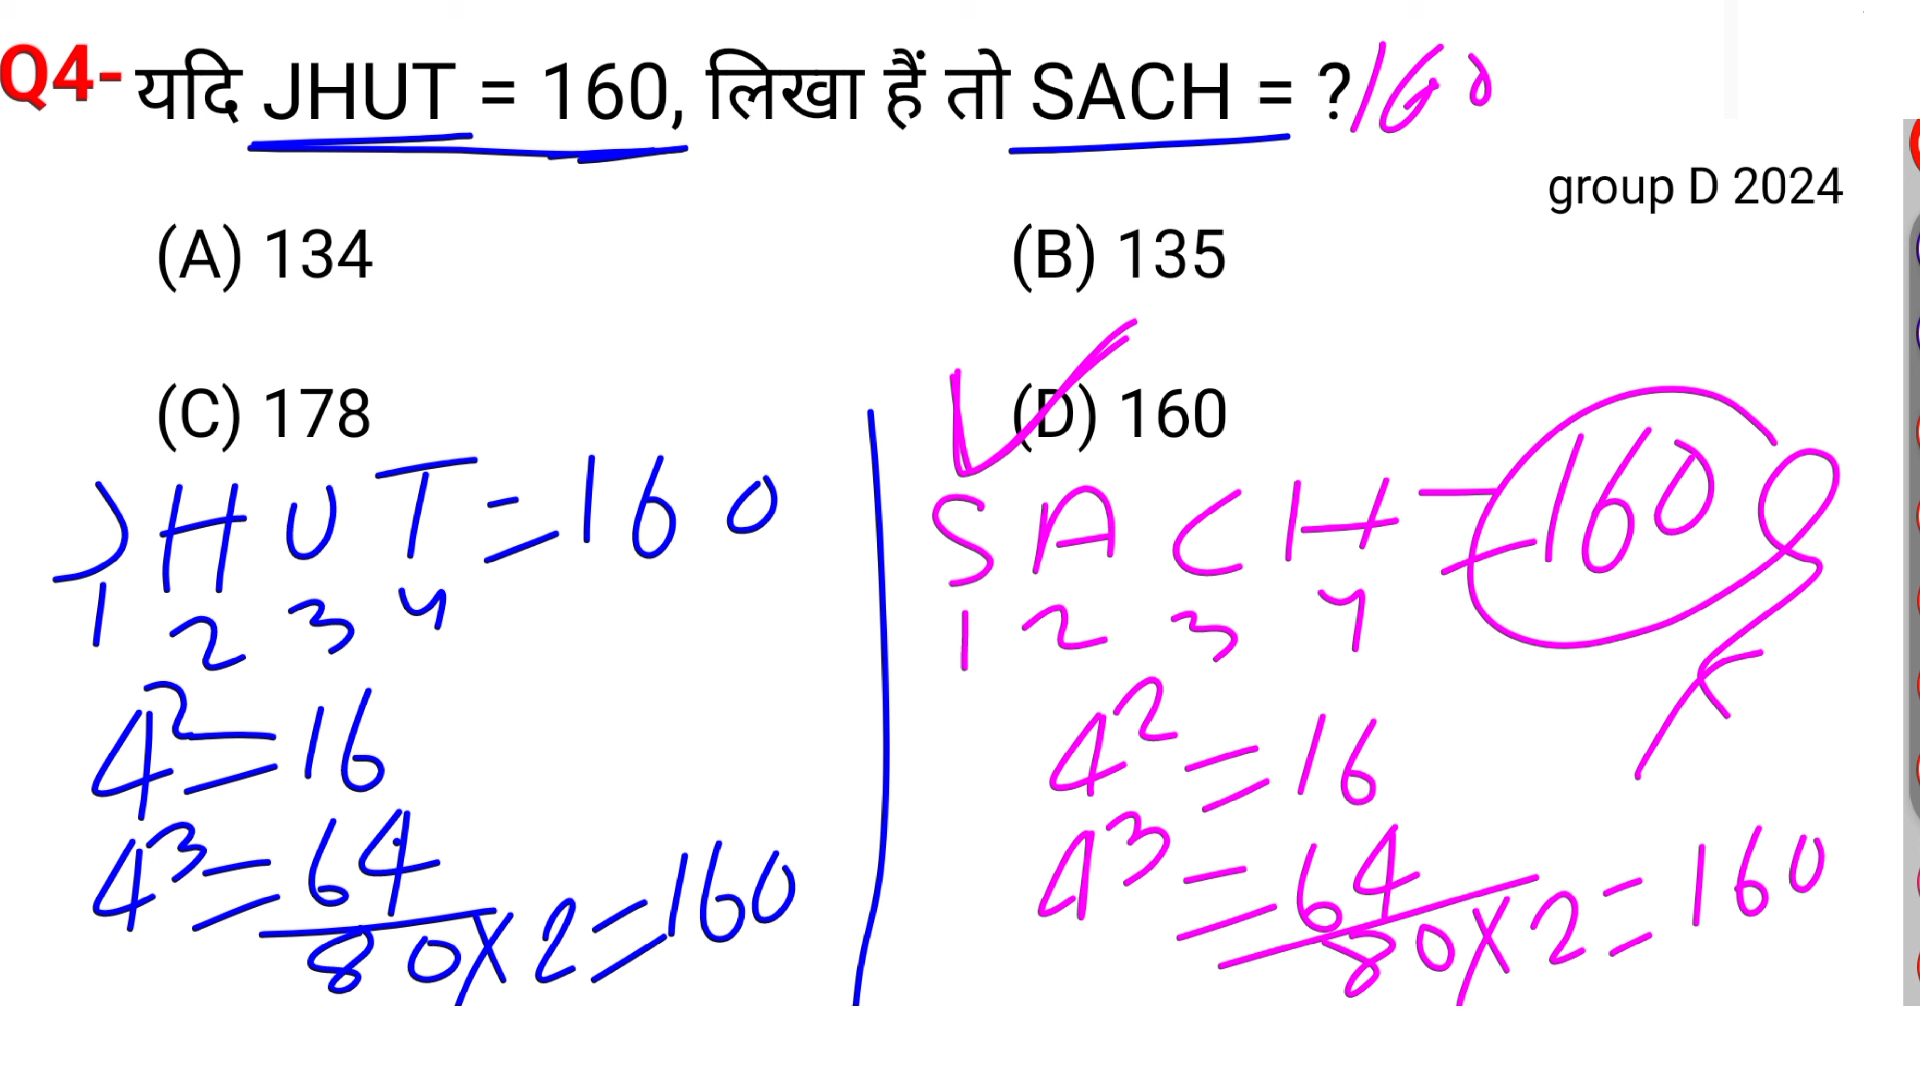 Q4- यदि JHUT = 160, लिखा हैं तो SACH = ? 160
group D 2024
(A) 134 (B) 135
(C) 178 (D) 160
JHUT = 160 SACH = 160
1 2 3 4 1 2 3 4
4² = 16 4² = 16
4³ = 64 4³ = 64
80 x 2 = 160 80 x 2 = 160